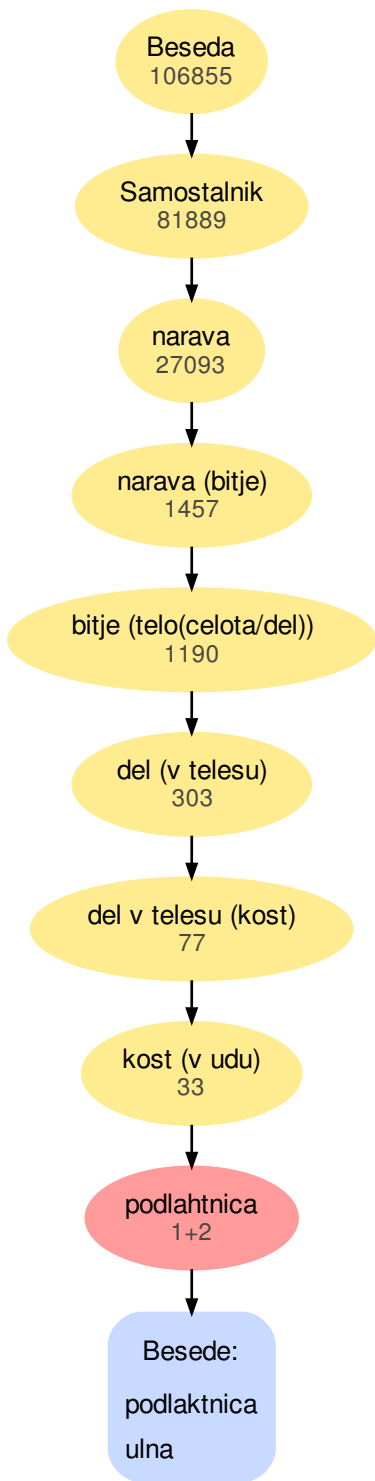 Beseda
106855
Samostalnik
81889
narava
27093
narava (bitje)
1457
bitje (telo(celota/del))
1190
del (v telesu)
303
del v telesu (kost)
77
kost (v udu)
33
podlahtnica
1+2
Besede:
podlaktnica
ulna